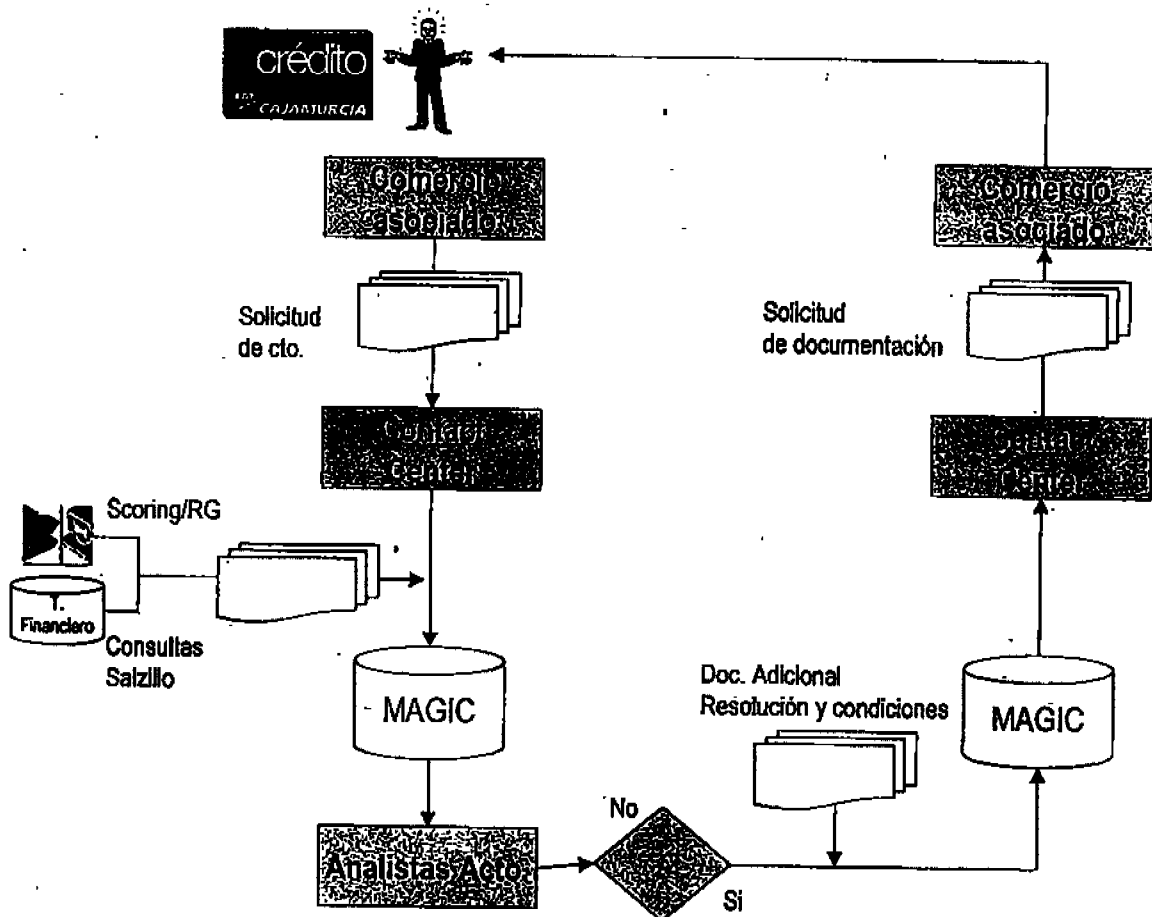 crédito
CAJAMURCIA
Comercio
asociado
Solicitud
de cto.
Contact
Center
Scoring/RG
T.
Financiero
Consultas
Salzillo
MAGIC
Analistas Acto.
No
Si
Doc. Adicional
Resolución y condiciones
MAGIC
Contact
Center
Solicitud
de documentación
Comercio
asociado